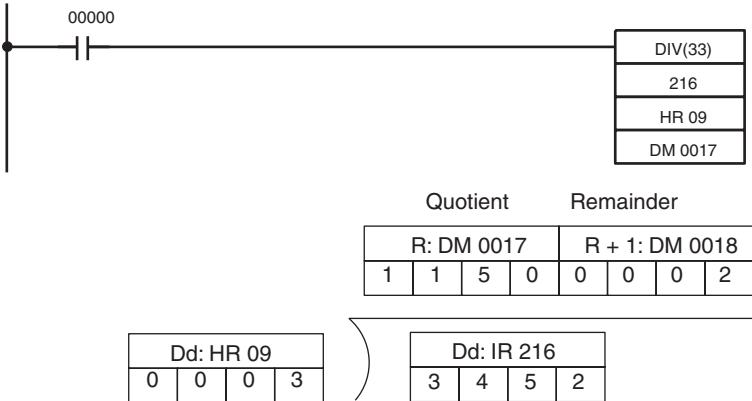 00000
DIV(33)
216
HR 09
DM 0017
Quotient Remainder
R: DM 0017 R + 1: DM 0018
1 1 5 0 0 0 0 2
Dd: HR 09 Dd: IR 216
0 0 0 3 3 4 5 2